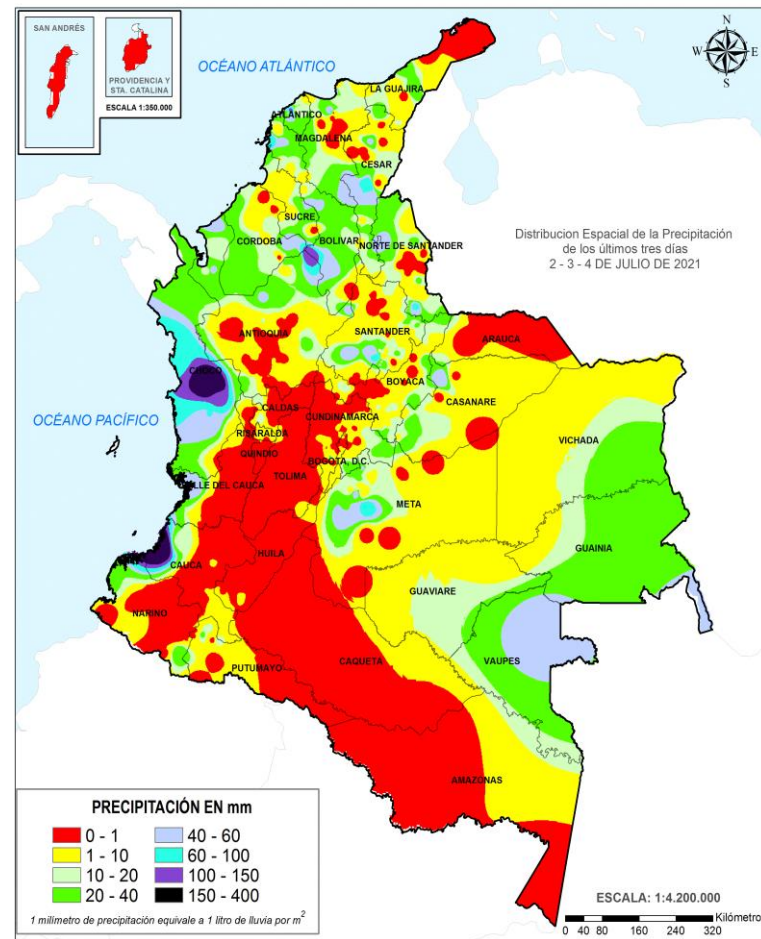 SAN ANDRÉS
PROVIDENCIA Y
STA. CATALINA
ESCALA 1:350.000
OCÉANO ATLÁNTICO
N
W
E
S
LA GUAJIRA
ATLÁNTICO
MAGDALENA
CESAR
SUCRE
CORDOBA
BOLIVAR
NORTE DE SANTANDER
Distribucion Espacial de la Precipitación
de los últimos tres días
2 - 3 - 4 DE JULIO DE 2021
ANTIOQUIA
SANTANDER
ARAUCA
CHOCO
BOYACA
CASANARE
OCÉANO PACÍFICO
CALDAS
CUNDINAMARCA
RISARALDA
VICHADA
QUINDIO
BOGOTA, D.C.
TOLIMA
VALLE DEL CAUCA
META
GUAINIA
HUILA
CAUCA
GUAVIARE
NARIÑO
VAUPES
CAQUETA
PUTUMAYO
AMAZONAS
PRECIPITACIÓN EN mm
0 - 1
40 - 60
1 - 10
60 - 100
10 - 20
100 - 150
20 - 40
150 - 400
1 milímetro de precipitación equivale a 1 litro de lluvia por m²
ESCALA: 1:4.200.000
Kilómetros
0 40 80 160 240 320